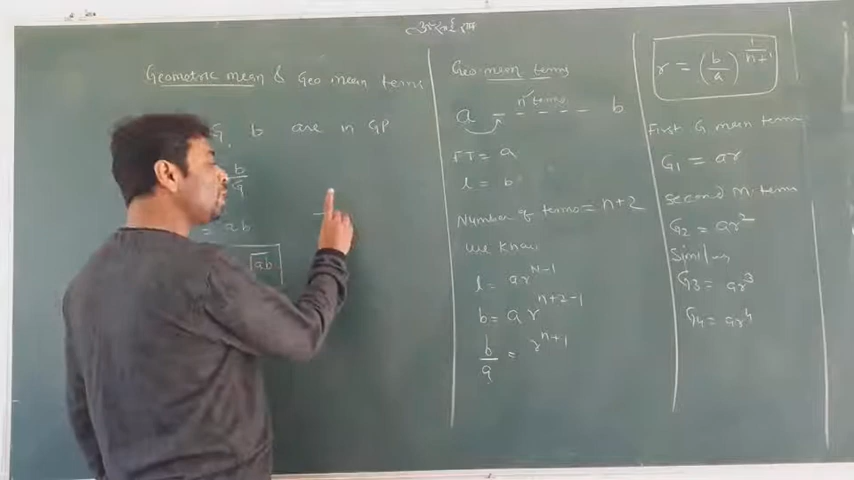 Geometric mean & Geo mean terms
G, b are in GP
b
G
= ab
√ab
Geo mean terms
a n terms b
FT = a
l = b
Number of terms = n+2
we know
l = ar^N-1
b = a r^n+2-1
b/a = r^n+1
r = (b/a)^1/n+1
First G. mean term
G1 = ar
second m. term
G2 = ar^2
G3 = ar^3
G4 = ar^4